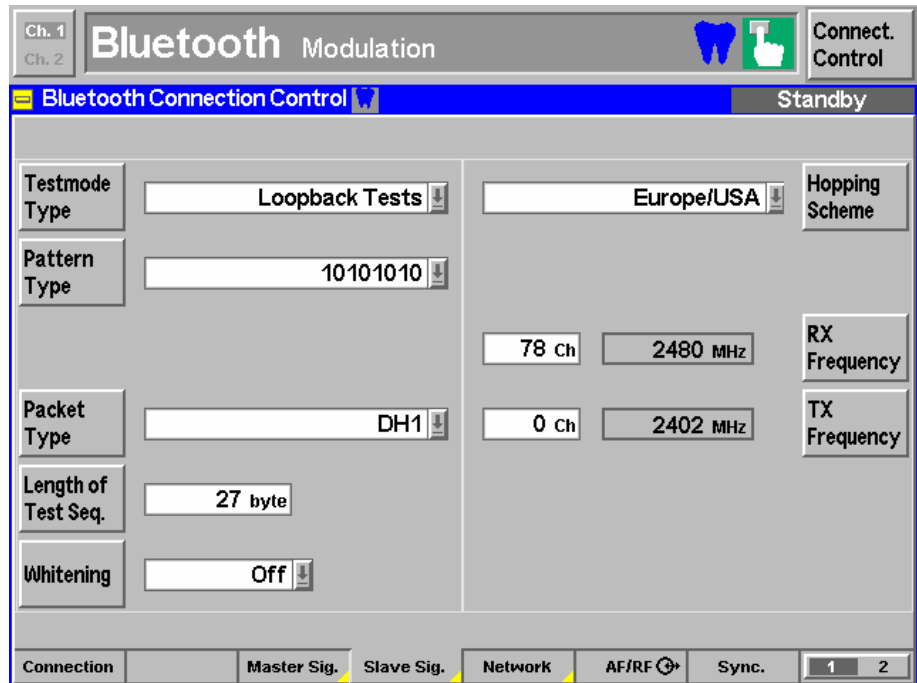 Ch. 1
Ch. 2
Bluetooth Modulation
Connect.
Control
Bluetooth Connection Control
Standby
Testmode
Type
Loopback Tests
Europe/USA
Hopping
Scheme
Pattern
Type
10101010
78 Ch 2480 MHz
RX
Frequency
Packet
Type
DH1
0 Ch 2402 MHz
TX
Frequency
Length of
Test Seq.
27 byte
Whitening
Off
Connection Master Sig. Slave Sig. Network AF/RF Sync. 1 2